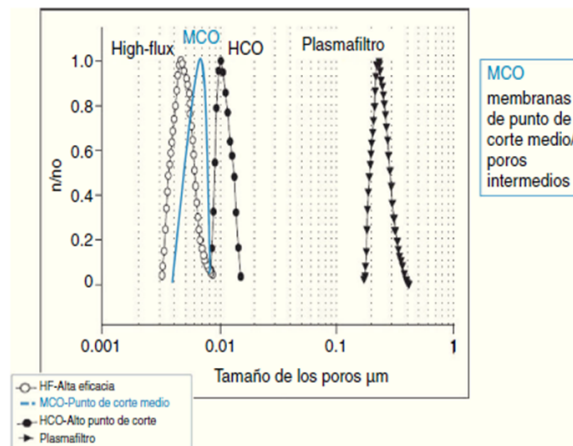 MCO
High-flux
HCO
Plasmafiltro
n/no
1.0
0.8
0.6
0.4
0.2
0
0.001
0.01
0.1
1
Tamaño de los poros µm
MCO
membranas
de punto de
corte medio/
poros
intermedios
HF-Alta eficacia
MCO-Punto de corte medio
HCO-Alto punto de corte
Plasmafiltro